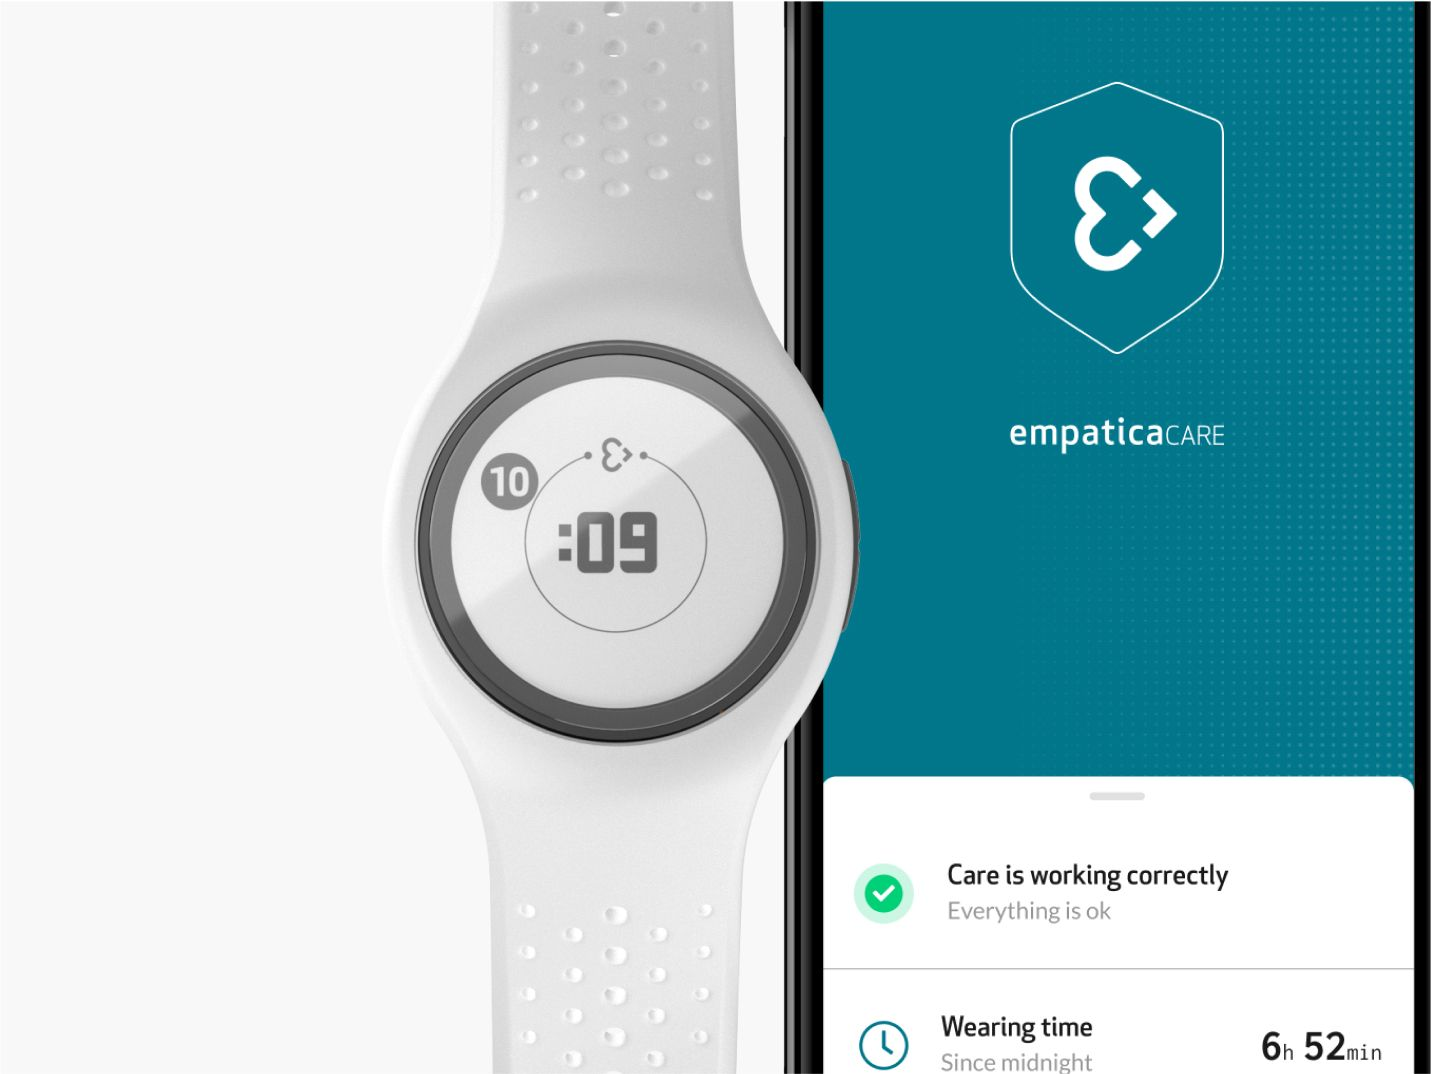 10
:09
empaticaCARE
Care is working correctly
Everything is ok
Wearing time
Since midnight
6h 52min